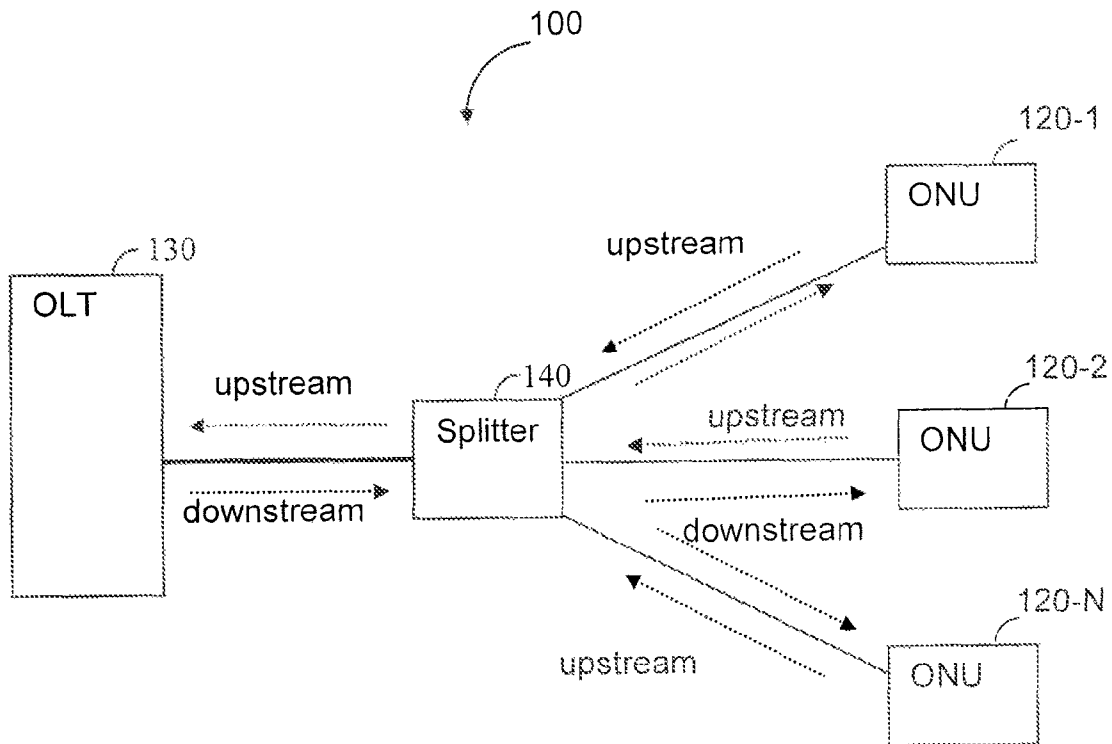 100
120-1
ONU
upstream
130
OLT
120-2
upstream
140
upstream
ONU
Splitter
downstream
downstream
120-N
upstream
ONU